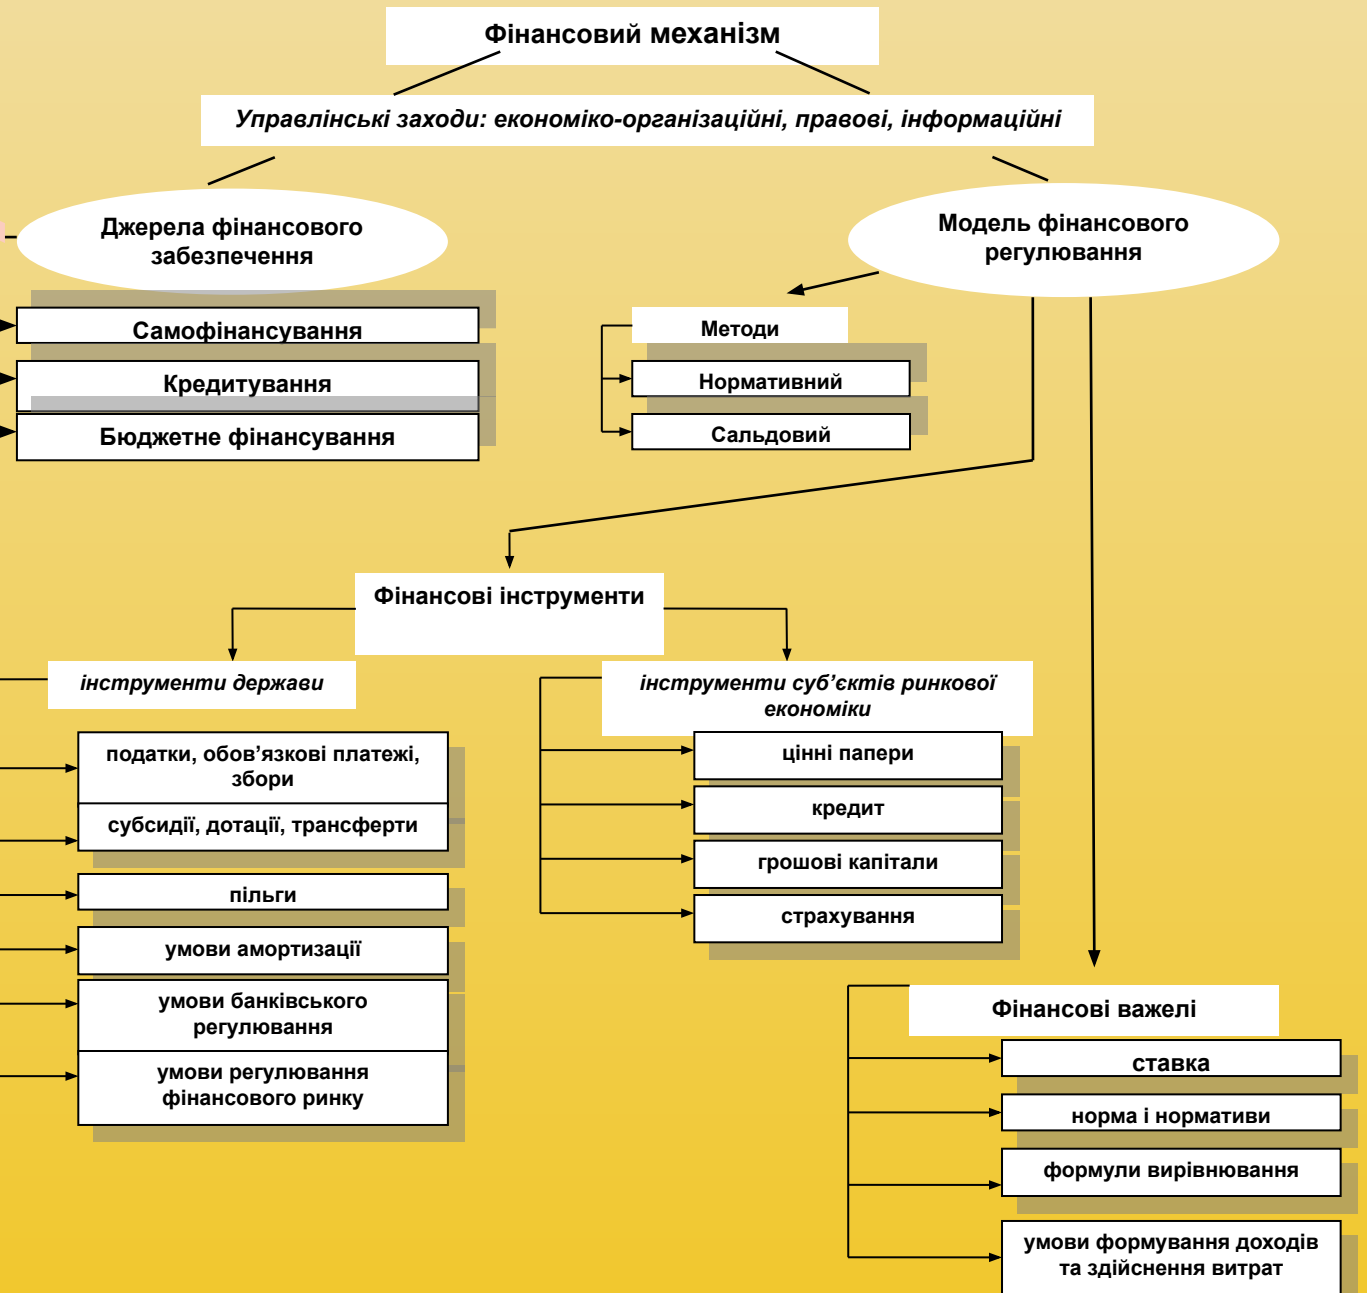 Фінансовий механізм
Управлінські заходи: економіко-організаційні, правові, інформаційні
Джерела фінансового
забезпечення
Модель фінансового
регулювання
Самофінансування
Кредитування
Бюджетне фінансування
Методи
Нормативний
Сальдовий
Фінансові інструменти
інструменти держави
податки, обов’язкові платежі,
збори
субсидії, дотації, трансферти
пільги
умови амортизації
умови банківського
регулювання
умови регулювання
фінансового ринку
інструменти суб’єктів ринкової
економіки
цінні папери
кредит
грошові капітали
страхування
Фінансові важелі
ставка
норма і нормативи
формули вирівнювання
умови формування доходів
та здійснення витрат